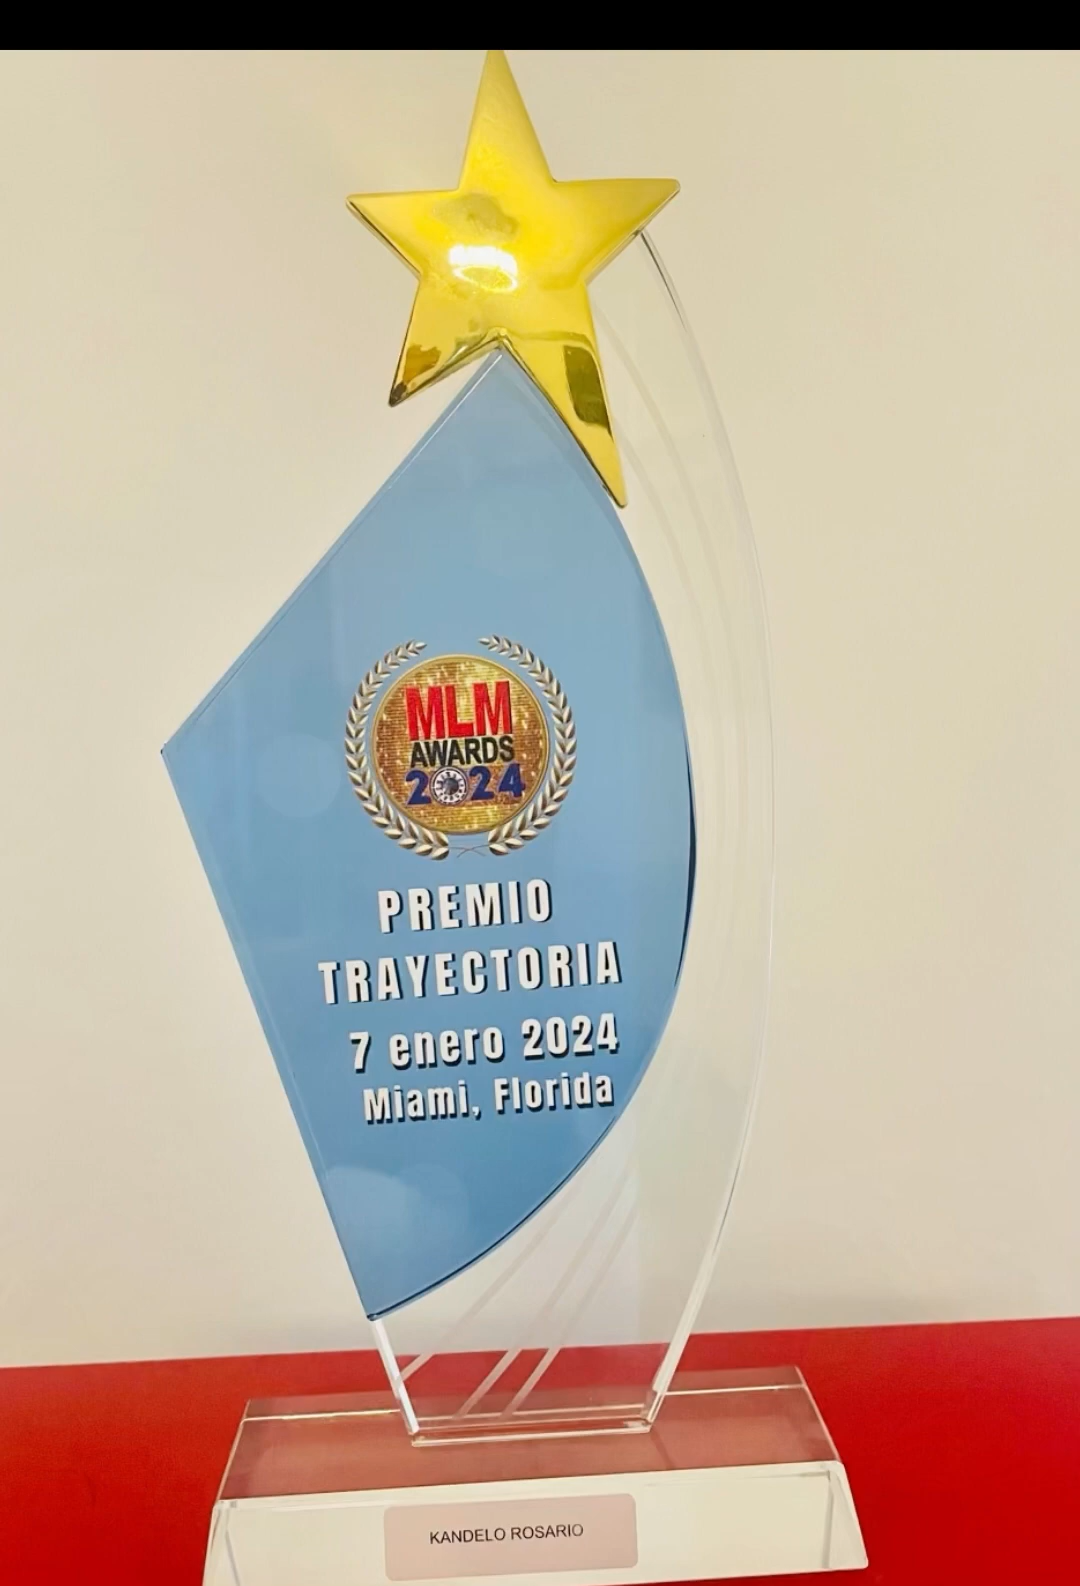 MLM
AWARDS
2024
PREMIO
TRAYECTORIA
7 enero 2024
Miami, Florida
KANDELO ROSARIO